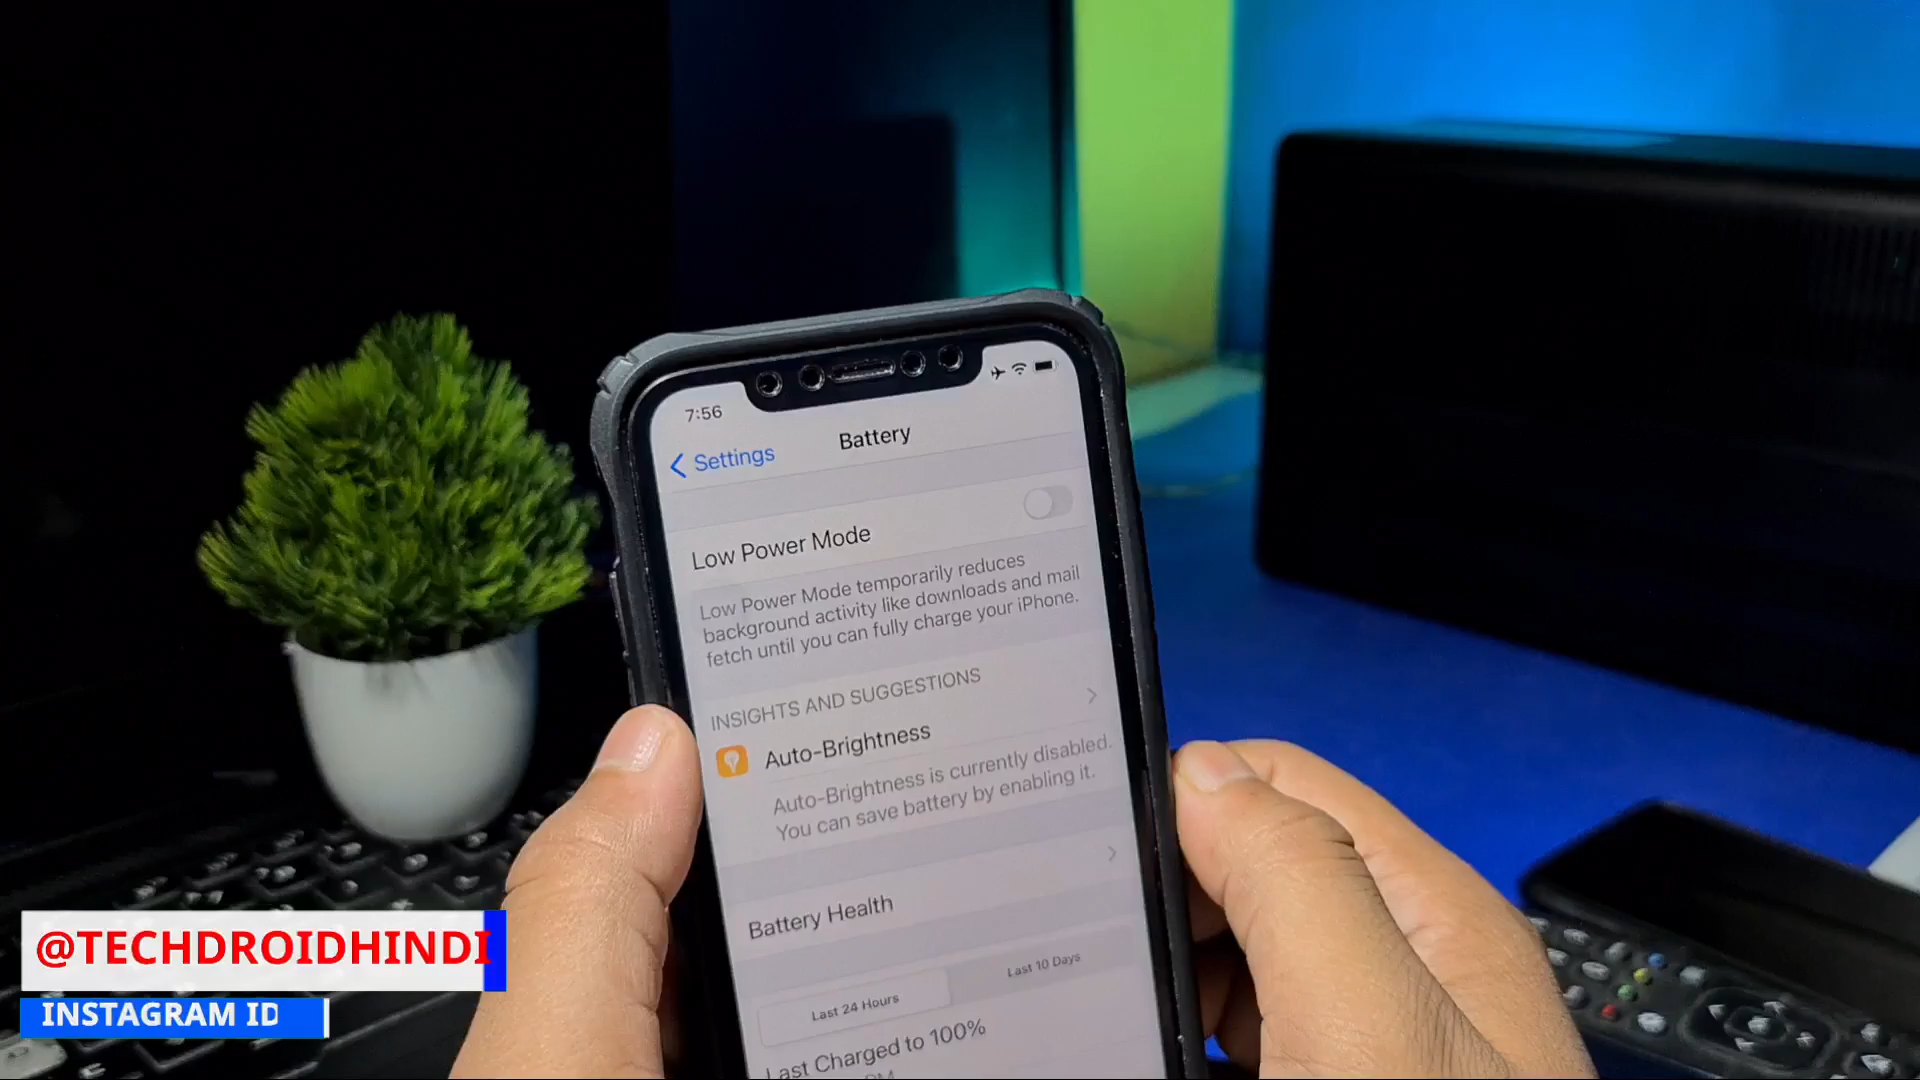 7:56
Settings
Battery
Low Power Mode
Low Power Mode temporarily reduces
background activity like downloads and mail
fetch until you can fully charge your iPhone.
INSIGHTS AND SUGGESTIONS
Auto-Brightness
Auto-Brightness is currently disabled.
You can save battery by enabling it.
Battery Health
Last 24 Hours
Last 10 Days
Last Charged to 100%
@TECHDROIDHINDI
INSTAGRAM ID